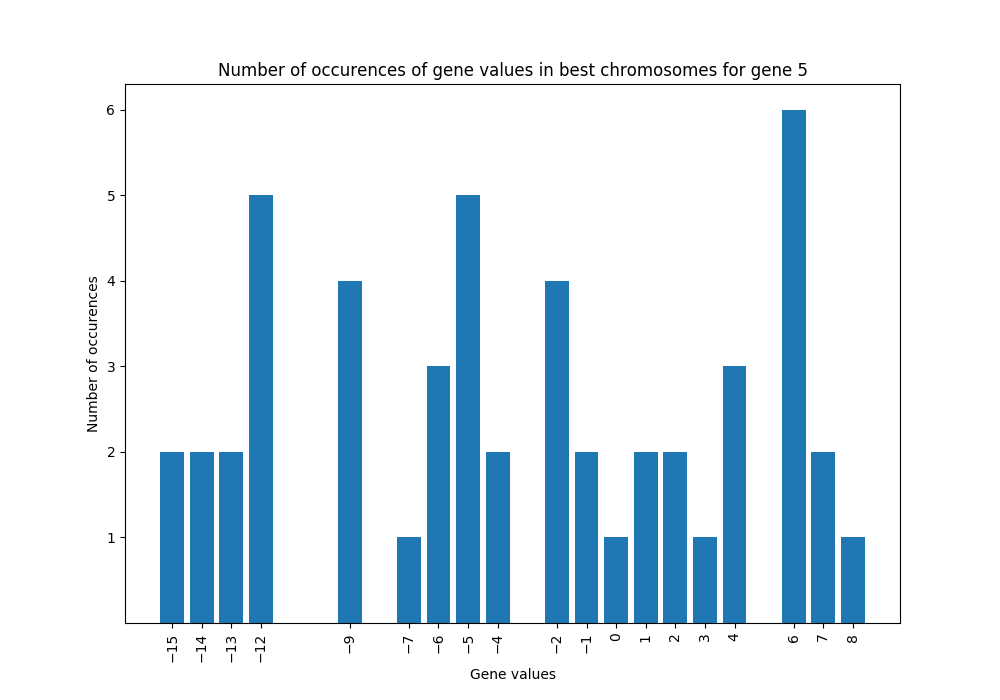 Number of occurences of gene values in best chromosomes for gene 5
6
5
4
3
2
1
Number of occurences
−15 −14 −13 −12 −9 −7 −6 −5 −4 −2 −1 0 1 2 3 4 6 7 8
Gene values